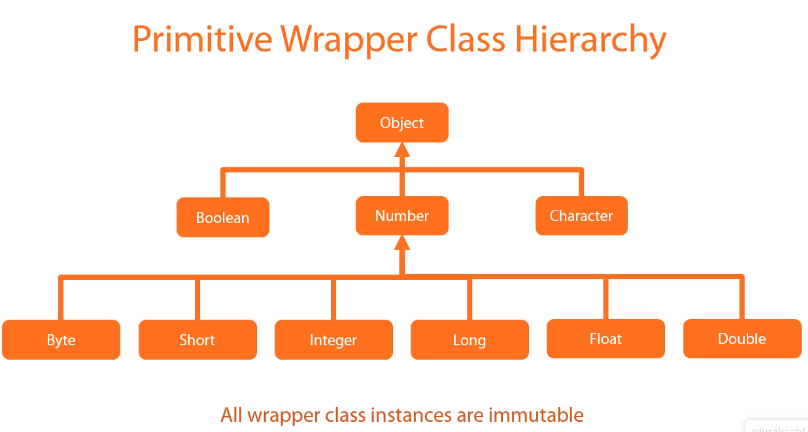 Primitive Wrapper Class Hierarchy
Object
Boolean
Number
Character
Byte
Short
Integer
Long
Float
Double
All wrapper class instances are immutable
pluralsight